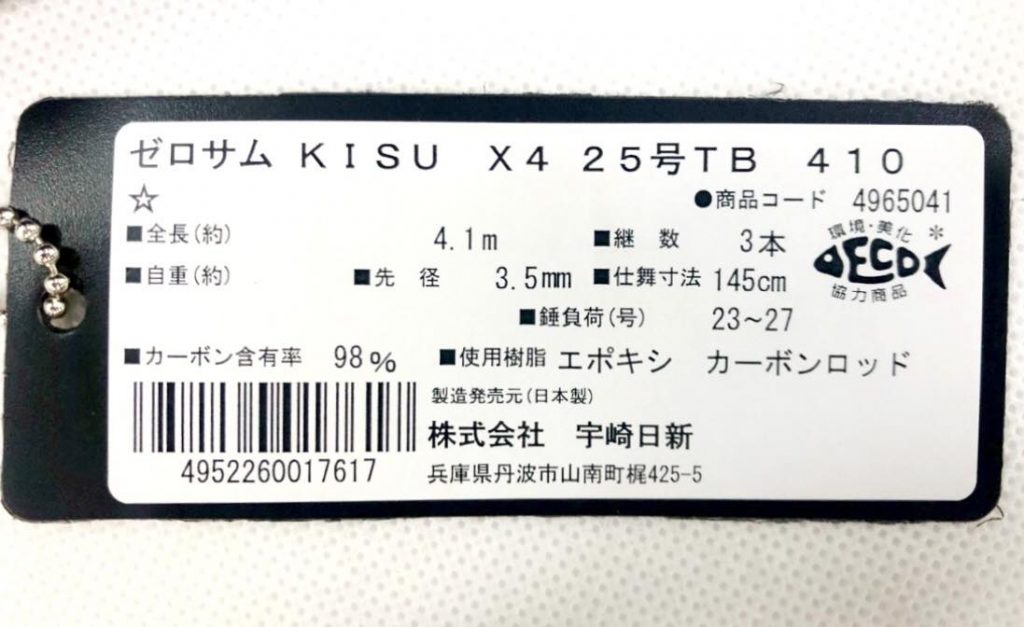 ゼロサム ＫＩＳＵ　Ｘ４ ２５号ＴＢ　４１０
☆
●商品コード 4965041
■全長(約) 4.1m ■継 数 3本
■自重(約) ■先 径 3.5mm ■仕舞寸法 145cm
■錘負荷(号) 23～27
環境・美化 *
DECO
協力商品
■カーボン含有率 98% ■使用樹脂 エポキシ カーボンロッド
製造発売元(日本製)
株式会社 宇崎日新
兵庫県丹波市山南町梶425-5
4952260017617